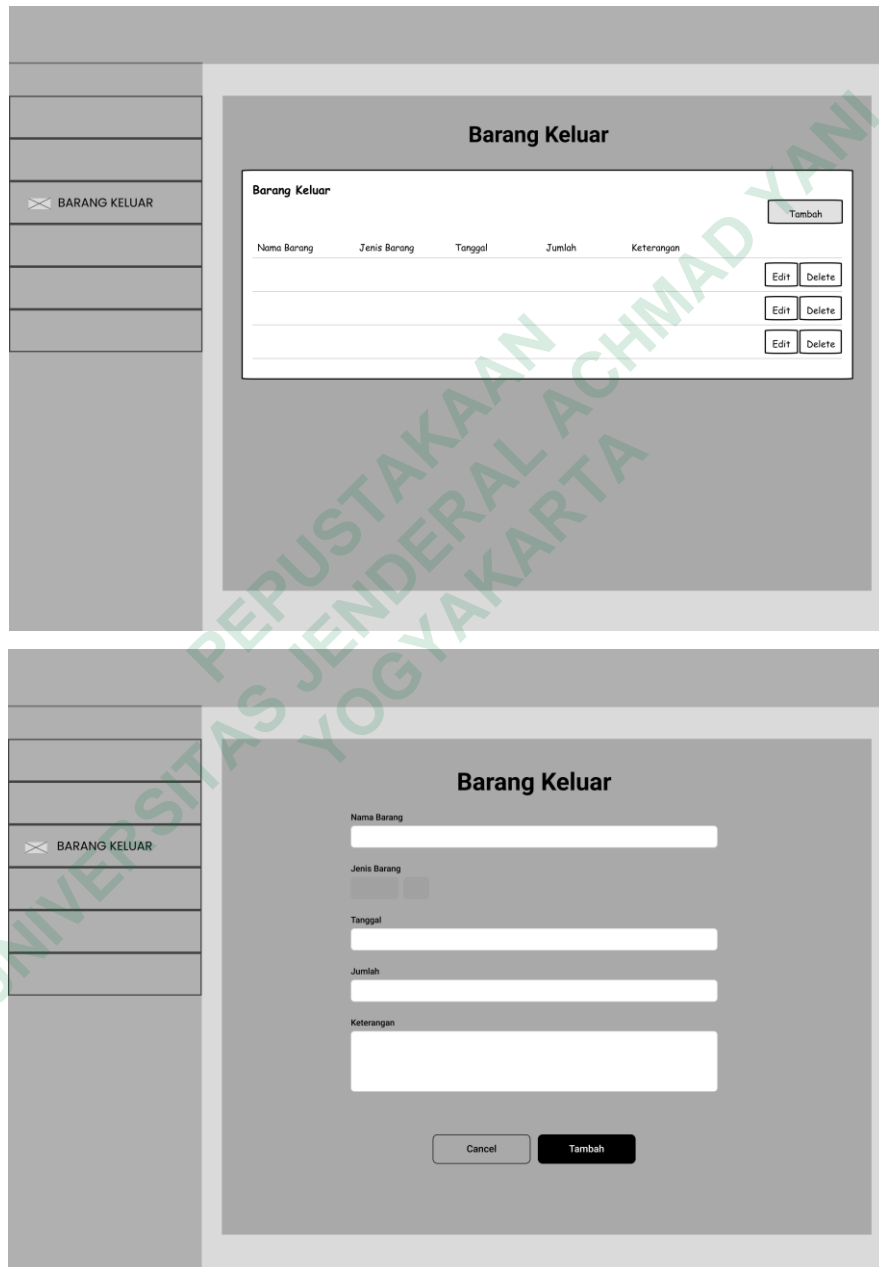 Barang Keluar
BARANG KELUAR
Barang Keluar
Tambah
Nama Barang Jenis Barang Tanggal Jumlah Keterangan
Edit Delete
Edit Delete
Edit Delete
Barang Keluar
BARANG KELUAR
Nama Barang
Jenis Barang
Tanggal
Jumlah
Keterangan
Cancel Tambah
PEPUSTAKAAN
UNIVERSITAS JENDERAL ACHMAD YANI
YOGYAKARTA